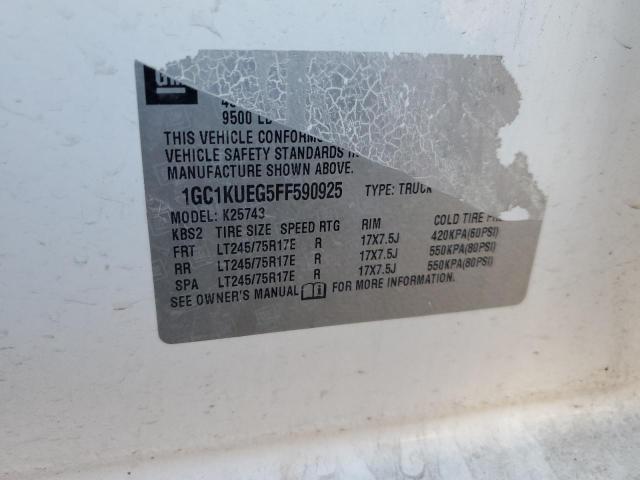 GM
9500 LB
THIS VEHICLE CONFORMS
VEHICLE SAFETY STANDARDS IN
MANUFACTURE SHOWN ABOVE.
1GC1KUEG5FF590925 TYPE: TRUCK
MODEL: K25743
KBS2 TIRE SIZE SPEED RTG RIM COLD TIRE
FRT LT245/75R17E R 17X7.5J 420KPA(60PSI)
RR LT245/75R17E R 17X7.5J 550KPA(80PSI)
SPA LT245/75R17E R 17X7.5J 550KPA(80PSI)
SEE OWNER'S MANUAL FOR MORE INFORMATION.